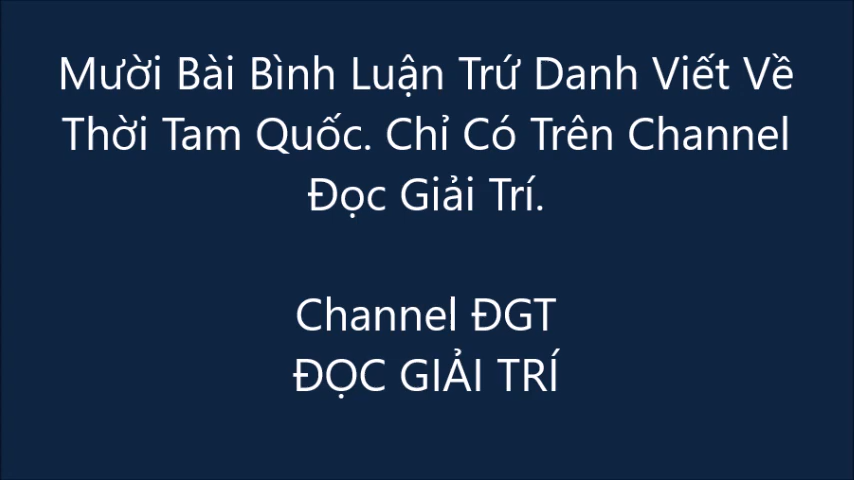 Mười Bài Bình Luận Trứ Danh Viết Về
Thời Tam Quốc. Chỉ Có Trên Channel
Đọc Giải Trí.
Channel ĐGT
ĐỌC GIẢI TRÍ